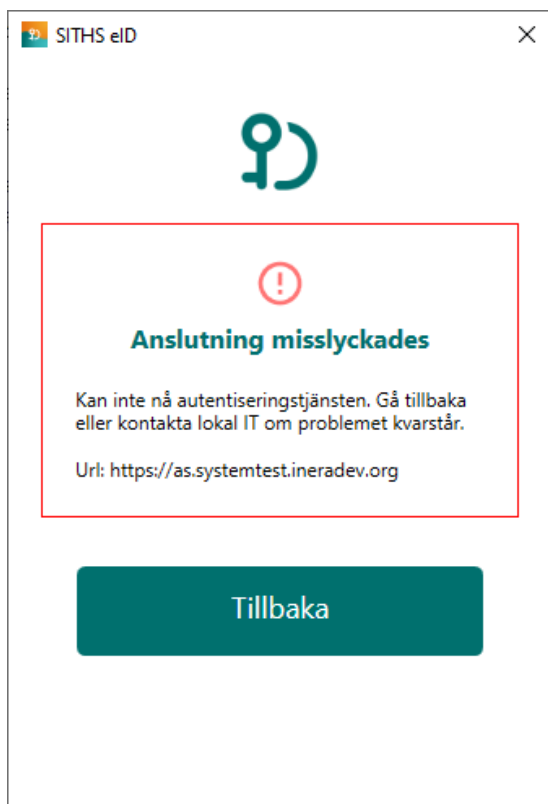 SITHS eID
Anslutning misslyckades
Kan inte nå autentiseringstjänsten. Gå tillbaka
eller kontakta lokal IT om problemet kvarstår.
Url: https://as.systemtest.ineradev.org
Tillbaka